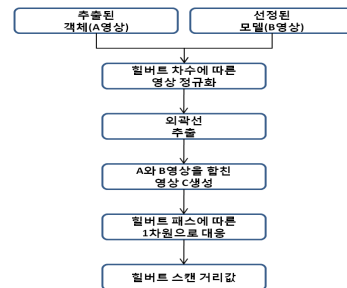 추출된
객체(A영상)
선정된
모델(B영상)
힐버트 차수에 따른
영상 정규화
외곽선
추출
A와 B영상을 합친
영상 C생성
힐버트 패스에 따른
1차원으로 대응
힐버트 스캔 거리값